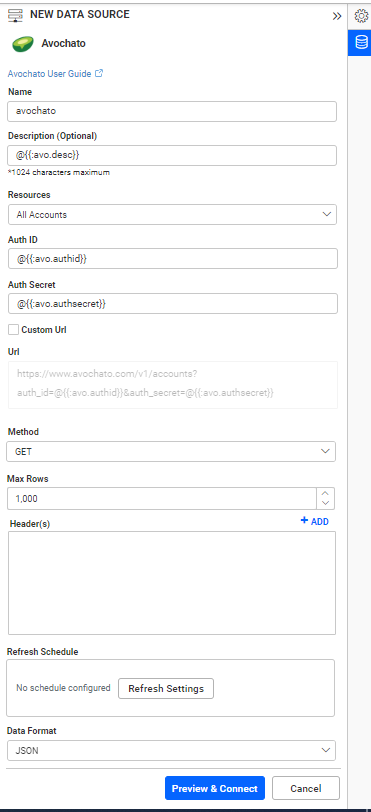 NEW DATA SOURCE
Avochato
Avochato User Guide
Name
avochato
Description (Optional)
@{{:avo.desc}}
*1024 characters maximum
Resources
All Accounts
Auth ID
@{{:avo.authid}}
Auth Secret
@{{:avo.authsecret}}
Custom Url
Url
https://www.avochato.com/v1/accounts?
auth_id=@{{:avo.authid}}&auth_secret=@{{:avo.authsecret}}
Method
GET
Max Rows
1,000
Header(s)
+ ADD
Refresh Schedule
No schedule configured
Refresh Settings
Data Format
JSON
Preview & Connect
Cancel